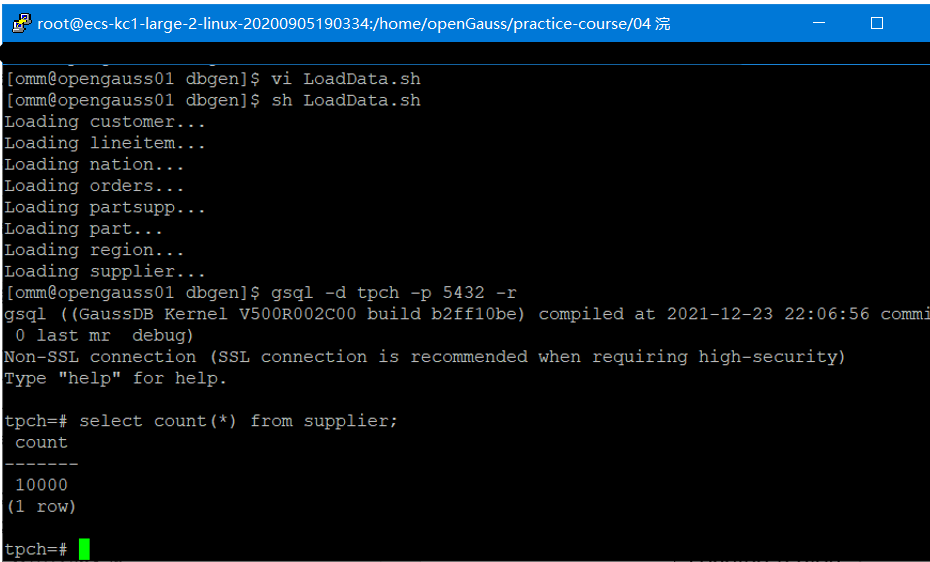 root@ecs-kc1-large-2-linux-20200905190334:/home/openGauss/practice-course/04 浣
[omm@opengauss01 dbgen]$ vi LoadData.sh
[omm@opengauss01 dbgen]$ sh LoadData.sh
Loading customer...
Loading lineitem...
Loading nation...
Loading orders...
Loading partsupp...
Loading part...
Loading region...
Loading supplier...
[omm@opengauss01 dbgen]$ gsql -d tpch -p 5432 -r
gsql ((GaussDB Kernel V500R002C00 build b2ff10be) compiled at 2021-12-23 22:06:56 commi
0 last mr  debug)
Non-SSL connection (SSL connection is recommended when requiring high-security)
Type "help" for help.
tpch=# select count(*) from supplier;
count
-------
10000
(1 row)
tpch=#